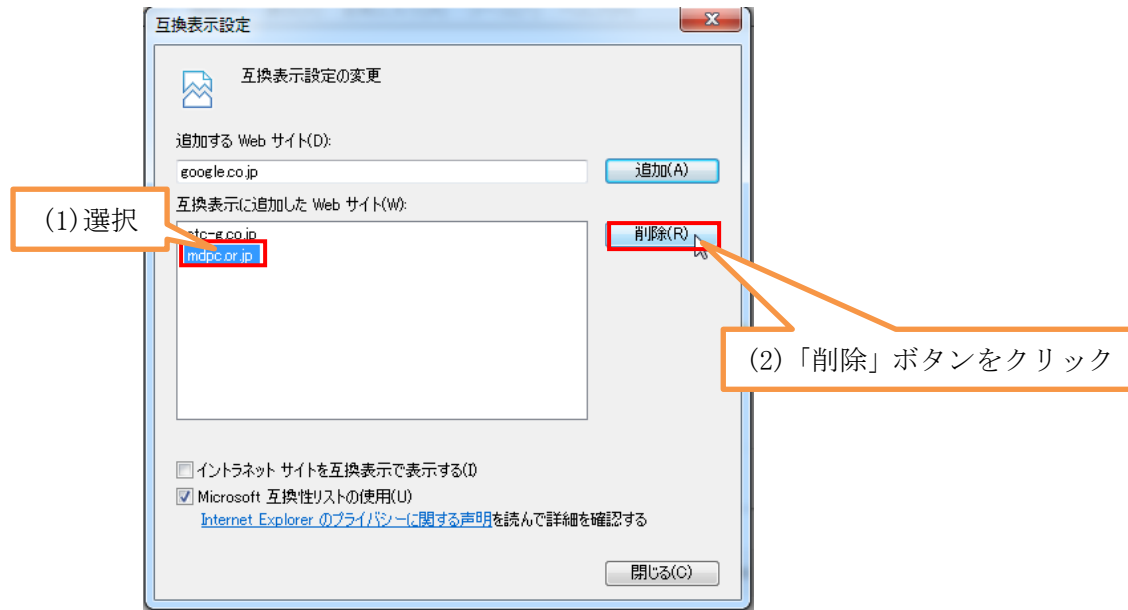 互換表示設定
互換表示設定の変更
追加する Web サイト(D):
google.co.jp
追加(A)
互換表示に追加した Web サイト(W):
(1)選択
etc-g.co.jp
mdpc.or.jp
削除(R)
(2)「削除」ボタンをクリック
イントラネット サイトを互換表示で表示する(I)
Microsoft 互換性リストの使用(U)
Internet Explorer のプライバシーに関する声明を読んで詳細を確認する
閉じる(C)